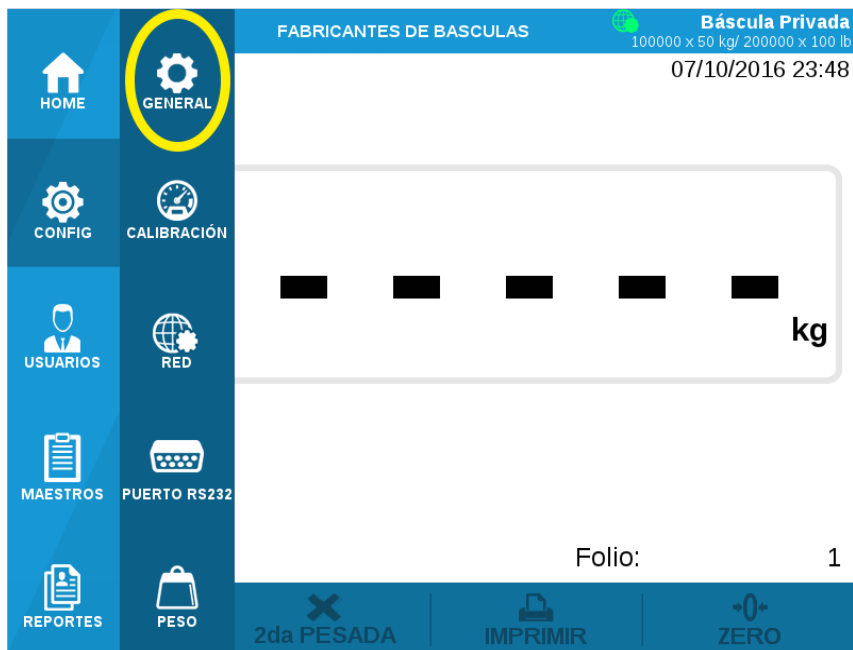 FABRICANTES DE BASCULAS
Báscula Privada
100000 x 50 kg/ 200000 x 100 lb
07/10/2016 23:48
HOME
CONFIG
USUARIOS
MAESTROS
REPORTES
GENERAL
CALIBRACIÓN
RED
PUERTO RS232
PESO
kg
Folio: 1
2da PESADA
IMPRIMIR
→0←
ZERO